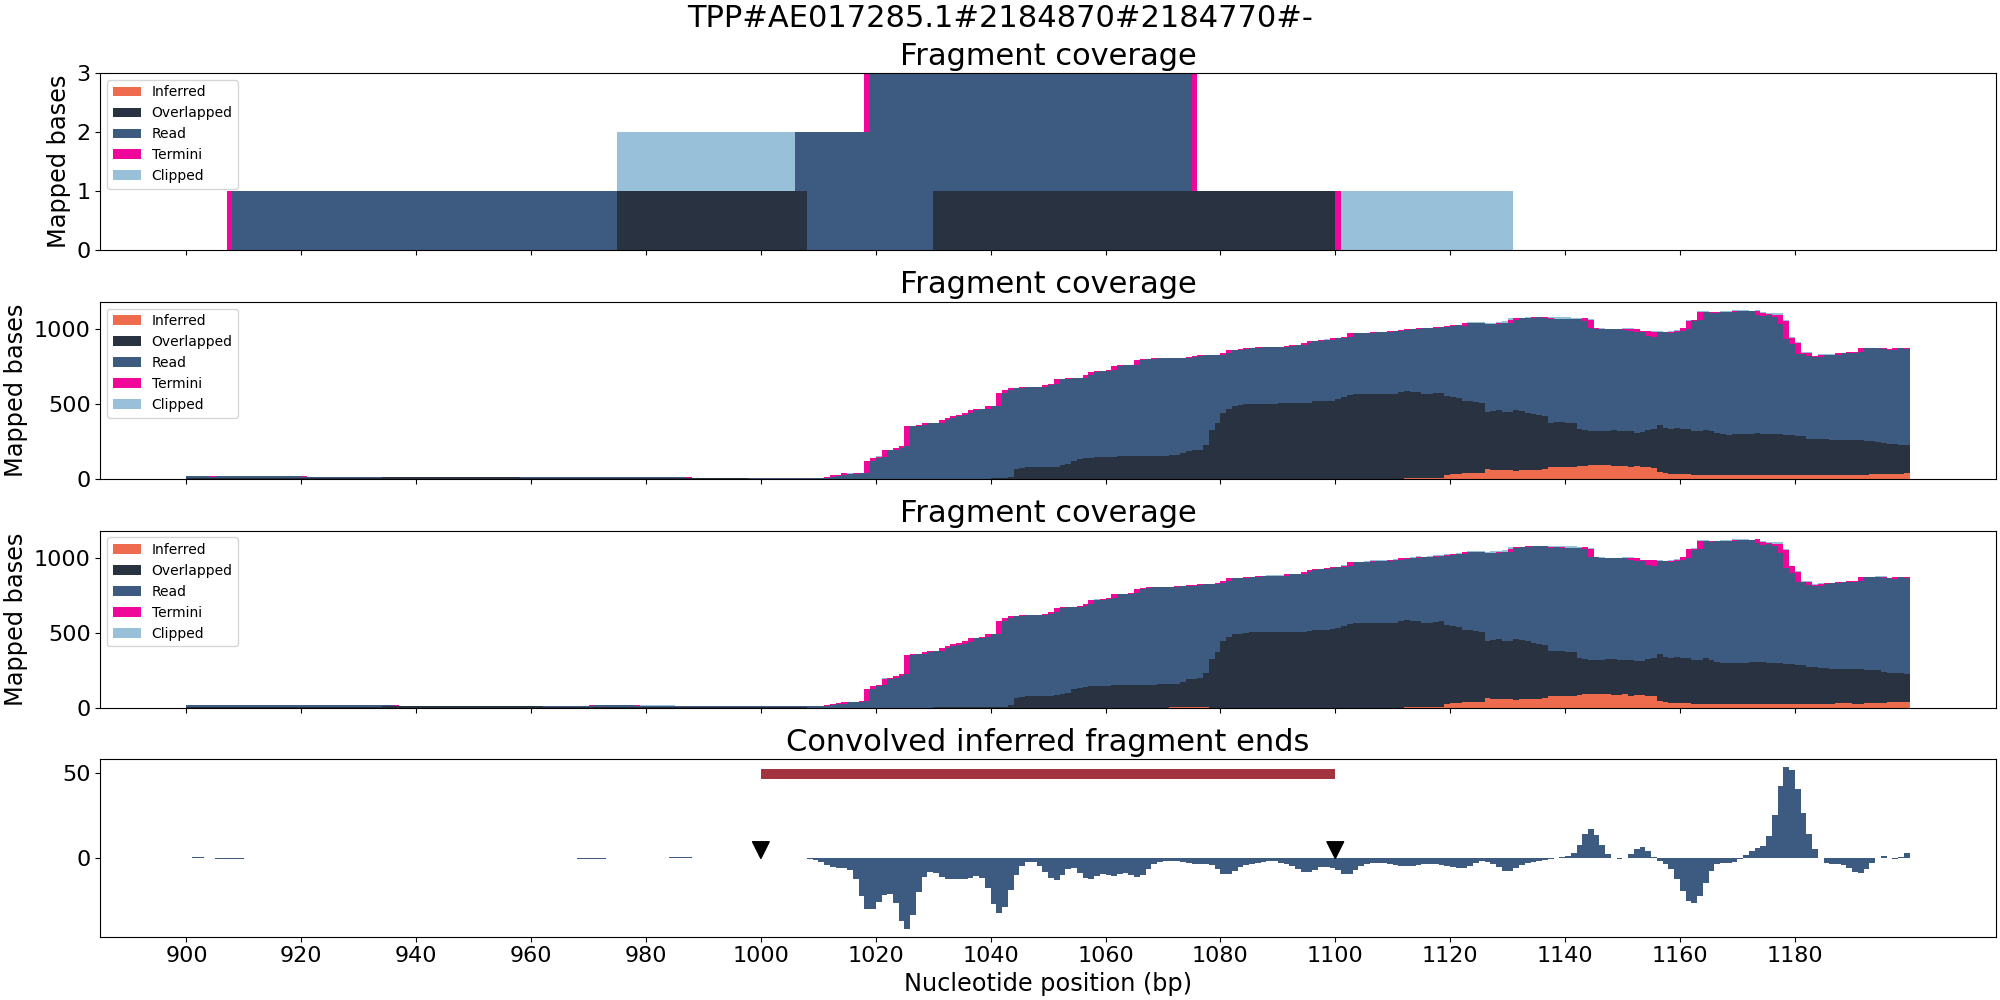 TPP#AE017285.1#2184870#2184770#-
Fragment coverage
Mapped bases
3
2
1
0
Inferred
Overlapped
Read
Termini
Clipped
Fragment coverage
Mapped bases
1000
500
0
Inferred
Overlapped
Read
Termini
Clipped
Fragment coverage
Mapped bases
1000
500
0
Inferred
Overlapped
Read
Termini
Clipped
Convolved inferred fragment ends
50
0
900 920 940 960 980 1000 1020 1040 1060 1080 1100 1120 1140 1160 1180
Nucleotide position (bp)